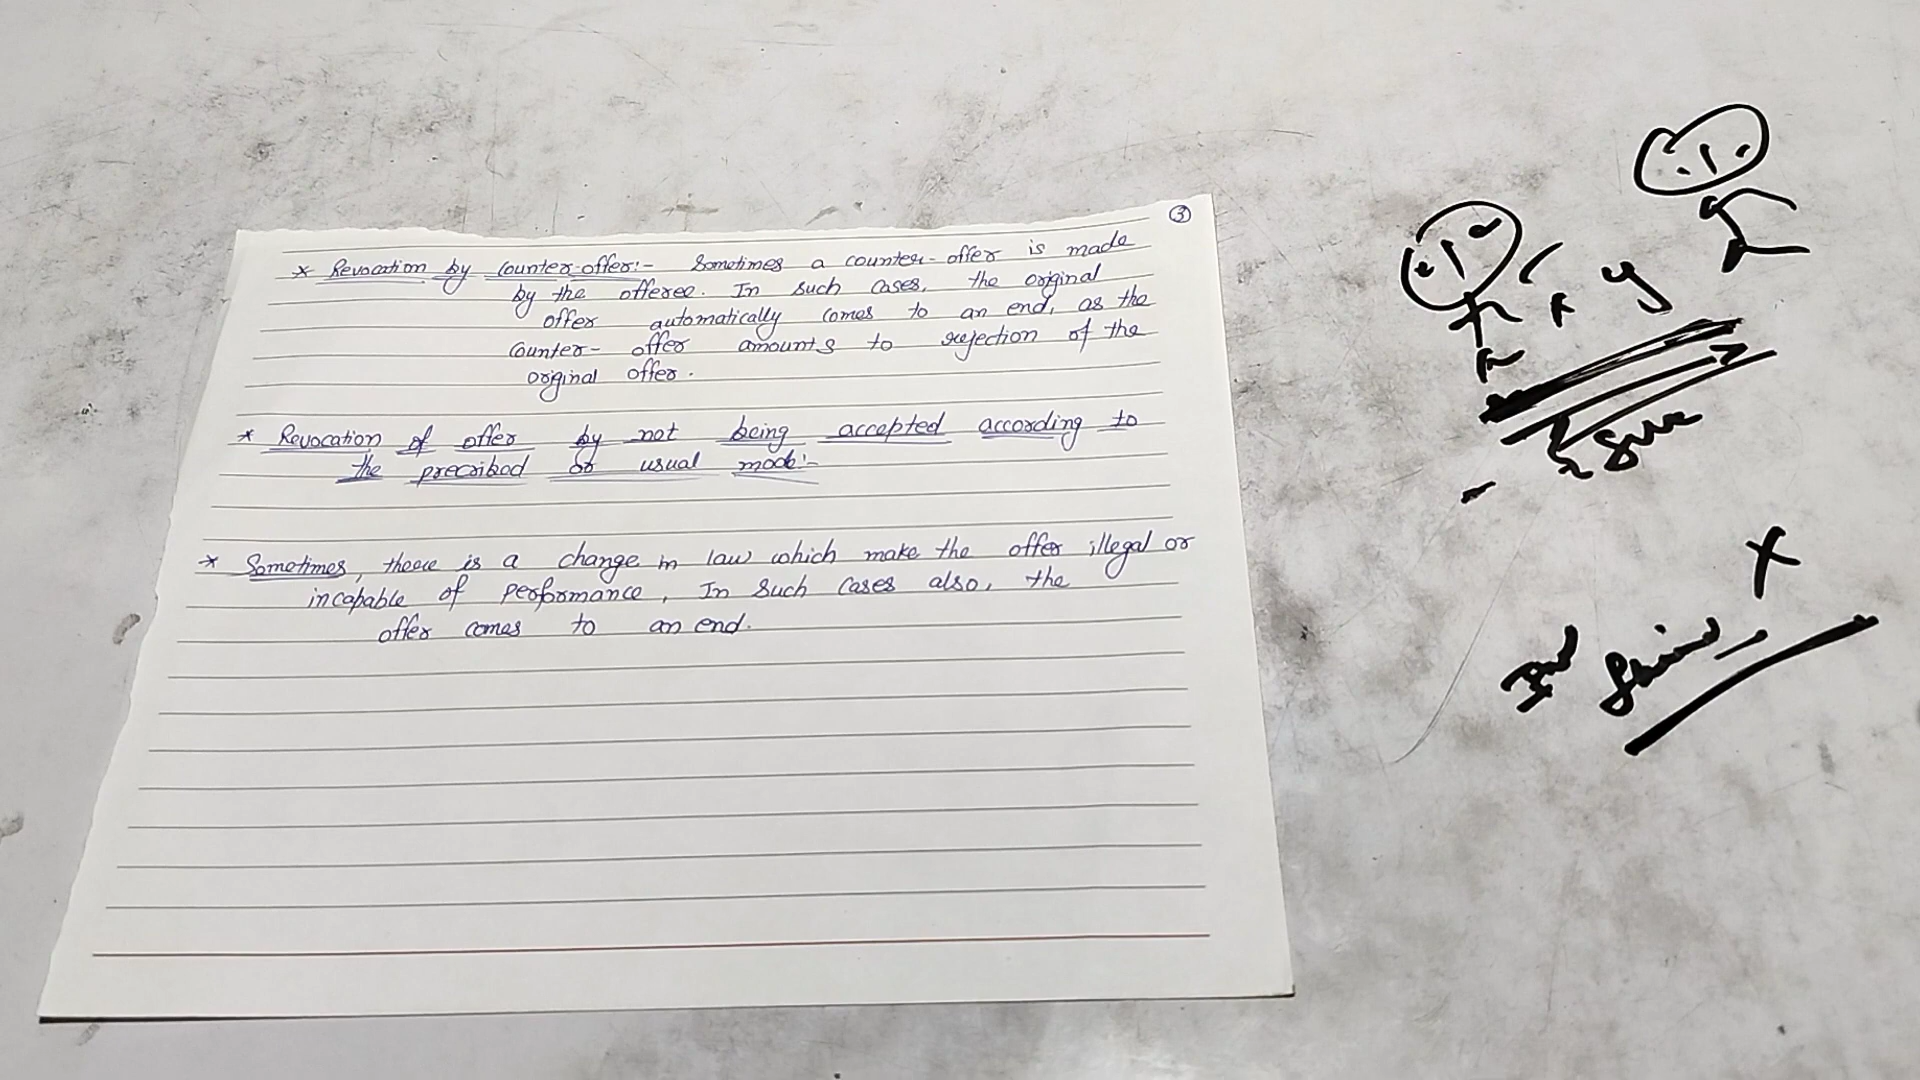 ③
* Revocation by counter-offer:- Sometimes a counter-offer is made
by the offeree. In such cases, the original
offer automatically comes to an end, as the
counter-offer amounts to rejection of the
original offer.
* Revocation of offer by not being accepted according to
the precribed or usual mode:-
* Sometimes, there is a change in law which make the offer illegal or
incapable of performance, In such cases also, the
offer comes to an end.
x y
X